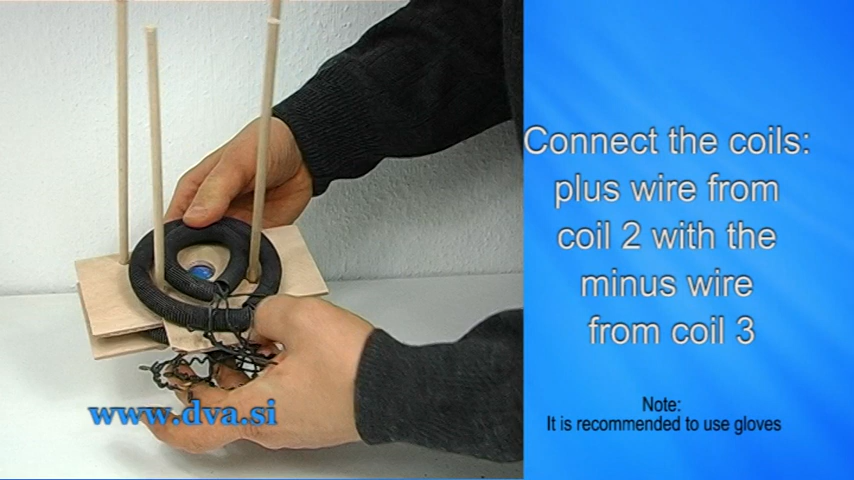 Connect the coils:
plus wire from
coil 2 with the
minus wire
from coil 3
Note:
It is recommended to use gloves
www.dva.si